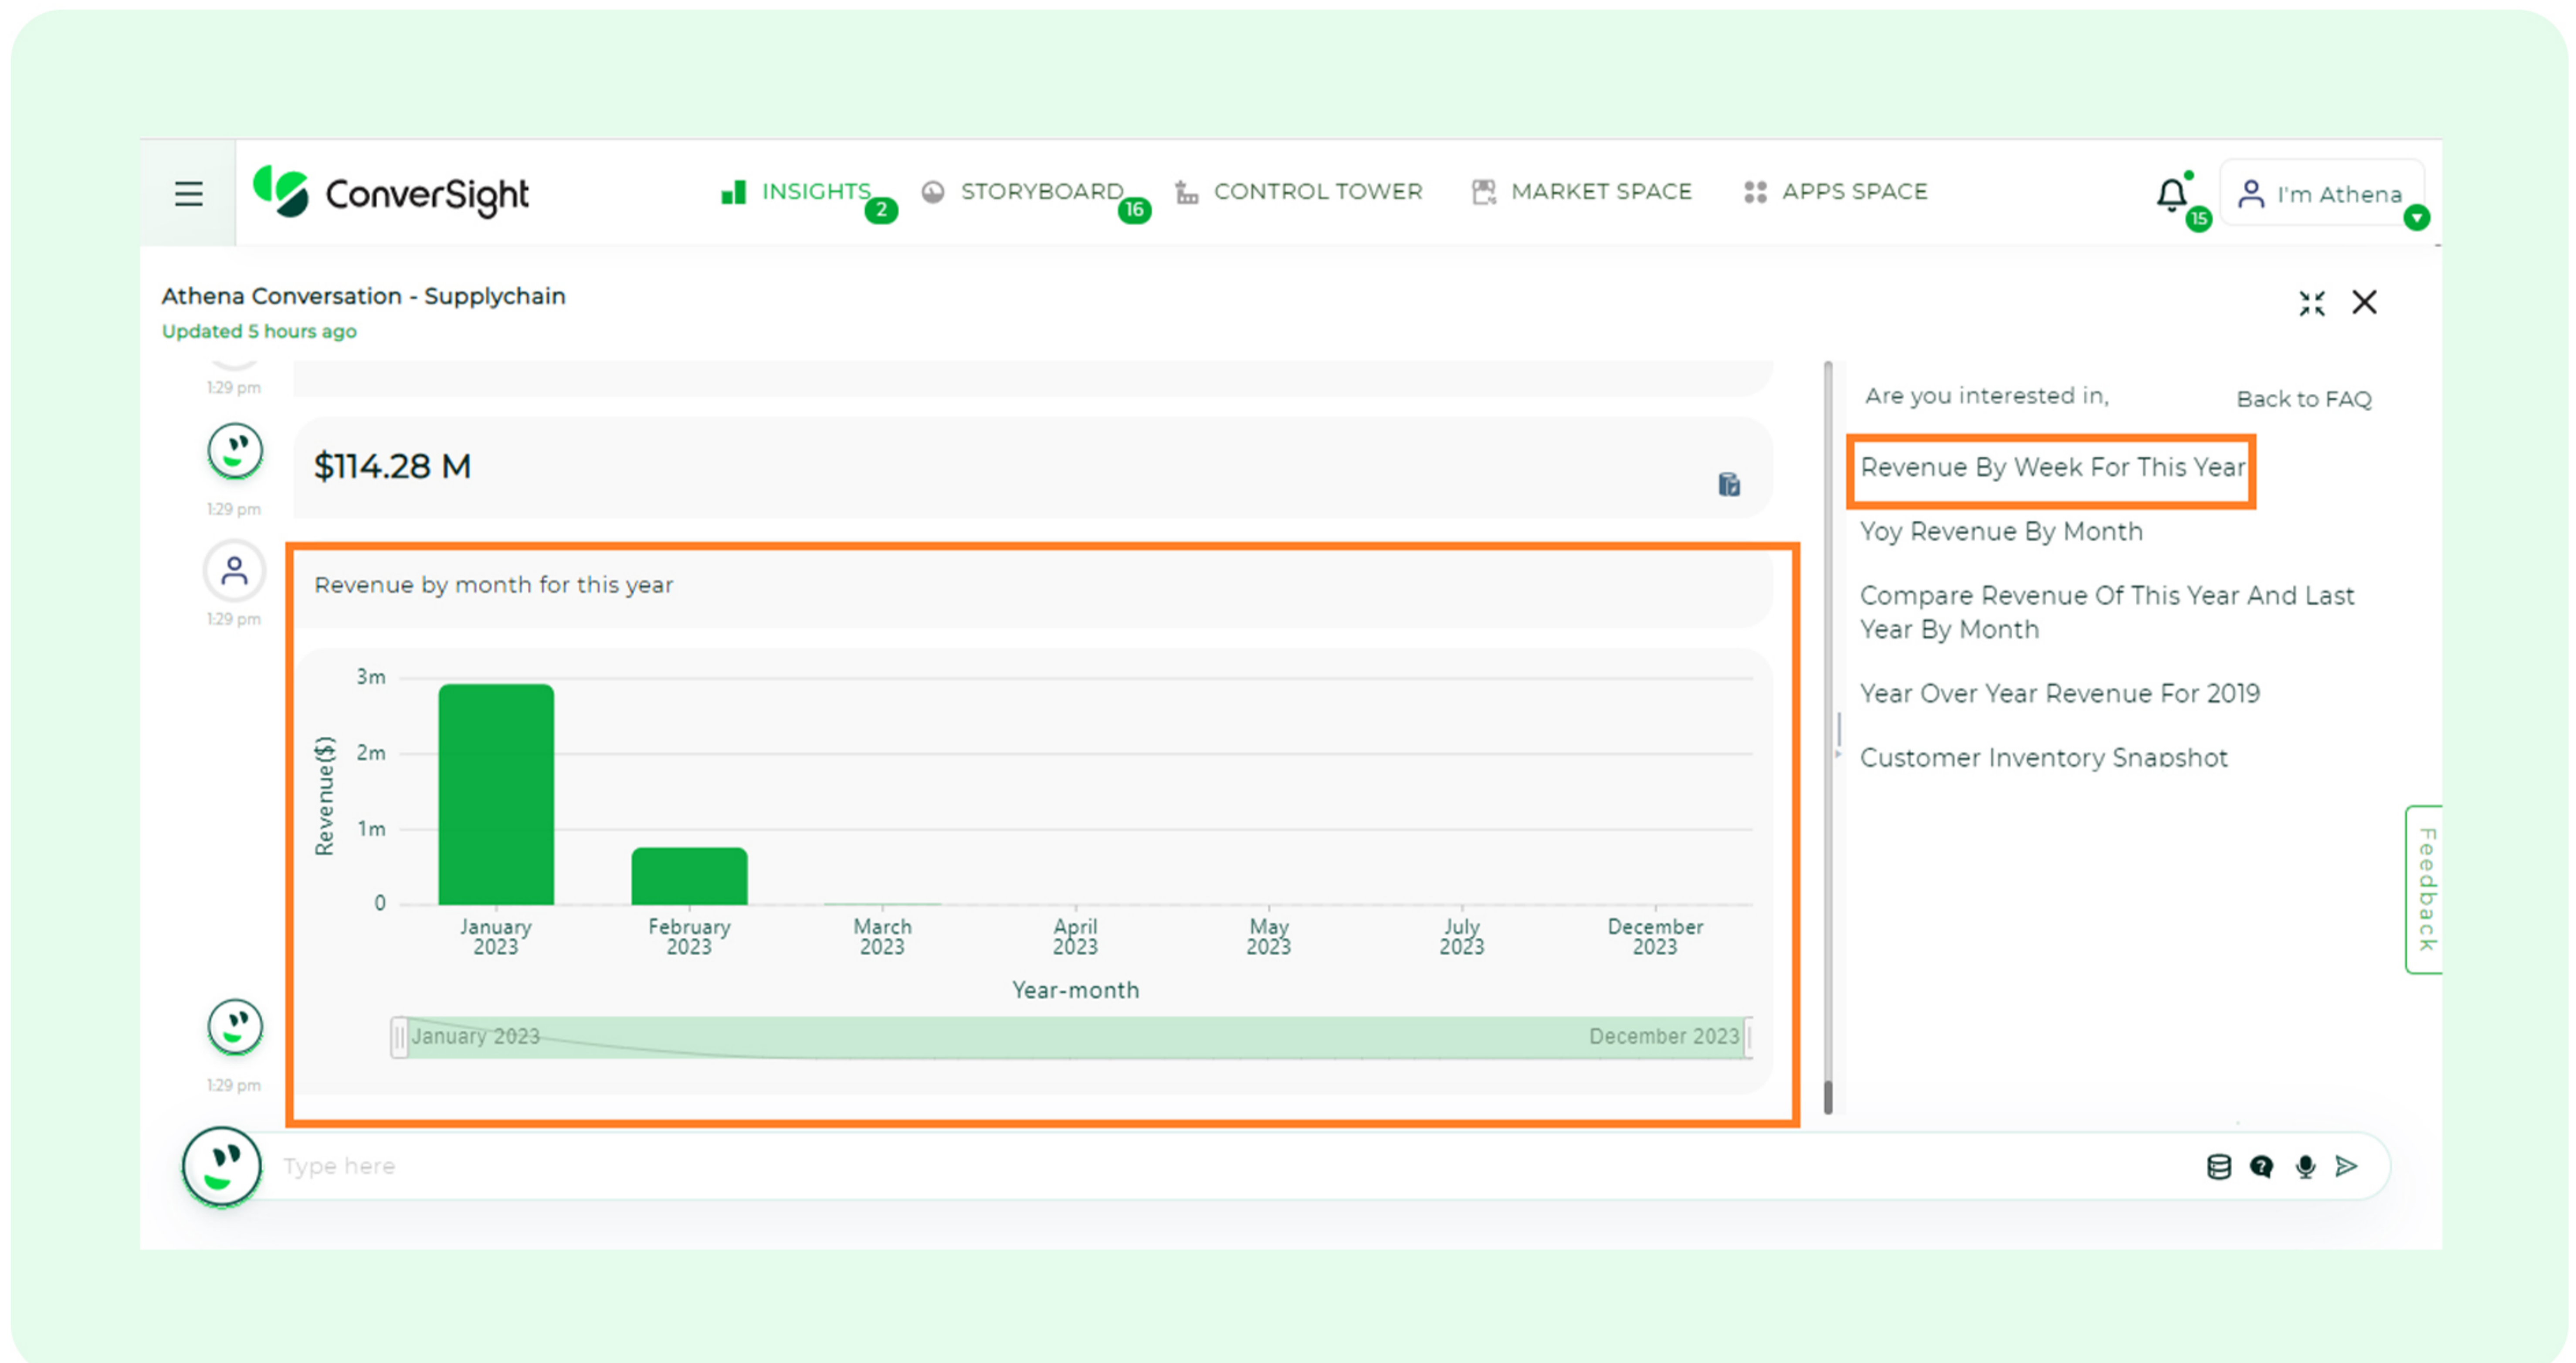 ConverSight
INSIGHTS
2
STORYBOARD
16
CONTROL TOWER
MARKET SPACE
APPS SPACE
15
I'm Athena
Athena Conversation - Supplychain
Updated 5 hours ago
1:29 pm
$114.28 M
1:29 pm
Revenue by month for this year
1:29 pm
3m
2m
1m
0
Revenue($)
January
2023
February
2023
March
2023
April
2023
May
2023
July
2023
December
2023
Year-month
January 2023
December 2023
1:29 pm
Type here
Are you interested in,
Back to FAQ
Revenue By Week For This Year
Yoy Revenue By Month
Compare Revenue Of This Year And Last
Year By Month
Year Over Year Revenue For 2019
Customer Inventory Snapshot
Feedback